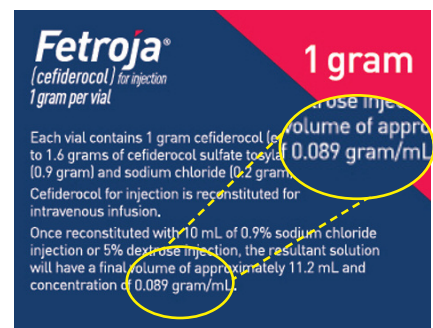 Fetroja®
(cefiderocol) for injection
1 gram per vial
1 gram
Each vial contains 1 gram cefiderocol
to 1.6 grams of cefiderocol sulfate tosyla
(0.9 gram) and sodium chloride (0.2 gram
Cefiderocol for injection is reconstituted for
intravenous infusion.
Once reconstituted with 10 mL of 0.9% sodium chloride
injection or 5% dextrose injection, the resultant solution
will have a final volume of approximately 11.2 mL and
concentration of 0.089 gram/mL.
trose injec
volume of appro
f 0.089 gram/mL